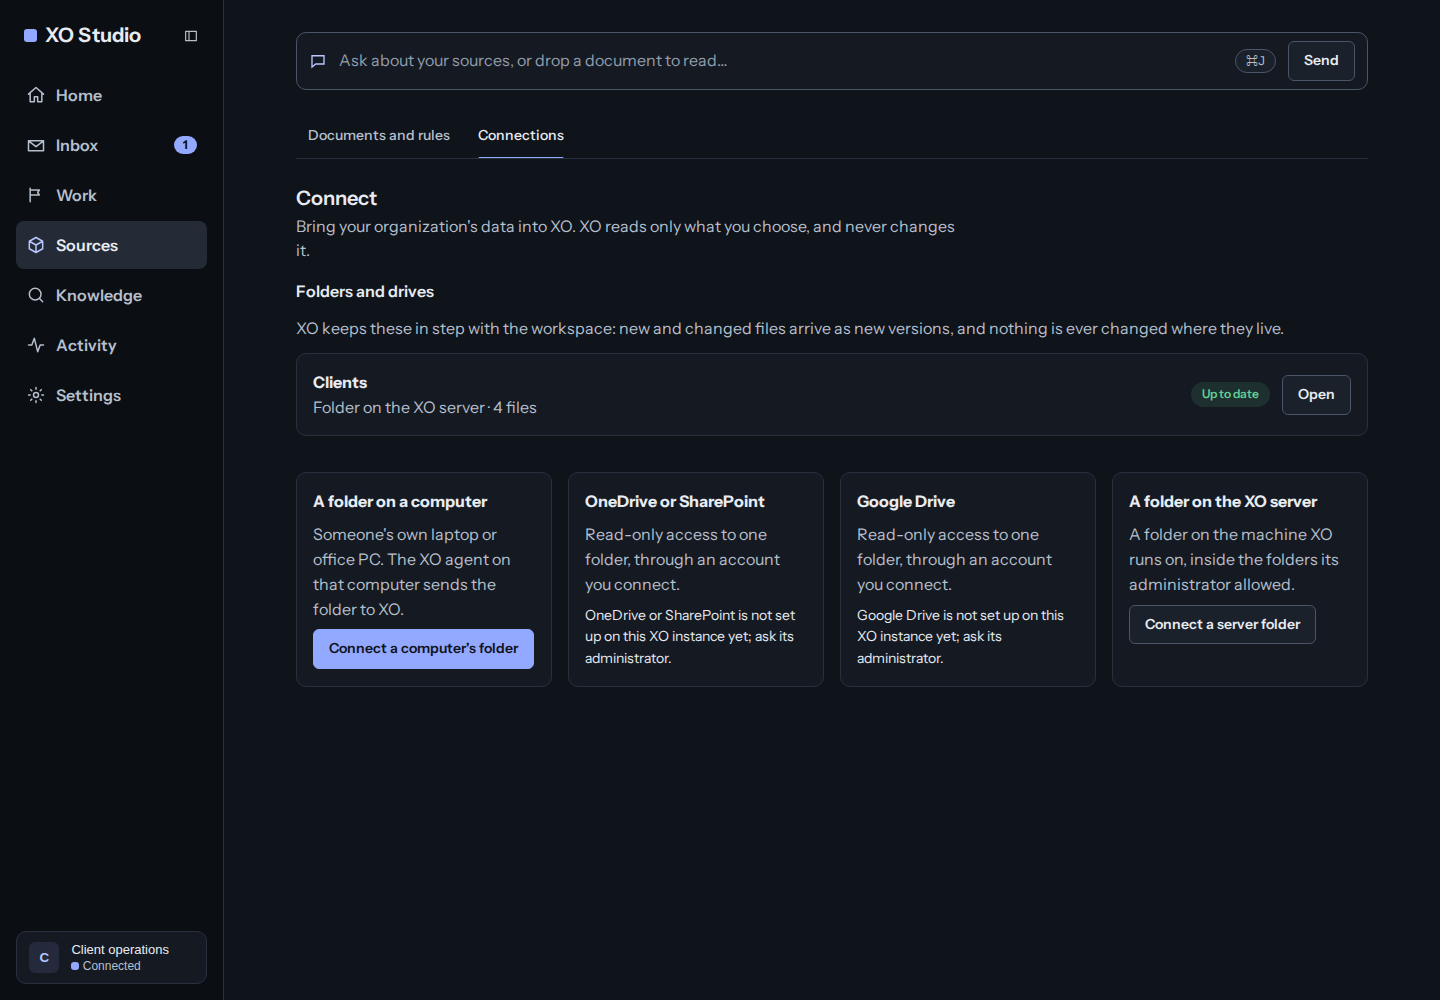 XO Studio
Home
Inbox
1
Work
Sources
Knowledge
Activity
Settings
C
Client operations
Connected
Ask about your sources, or drop a document to read...
⌘J
Send
Documents and rules
Connections
Connect
Bring your organization's data into XO. XO reads only what you choose, and never changes
it.
Folders and drives
XO keeps these in step with the workspace: new and changed files arrive as new versions, and nothing is ever changed where they live.
Clients
Folder on the XO server · 4 files
Up to date
Open
A folder on a computer
Someone's own laptop or
office PC. The XO agent on
that computer sends the
folder to XO.
Connect a computer's folder
OneDrive or SharePoint
Read-only access to one
folder, through an account
you connect.
OneDrive or SharePoint is not set
up on this XO instance yet; ask its
administrator.
Google Drive
Read-only access to one
folder, through an account
you connect.
Google Drive is not set up on this
XO instance yet; ask its
administrator.
A folder on the XO server
A folder on the machine XO
runs on, inside the folders its
administrator allowed.
Connect a server folder